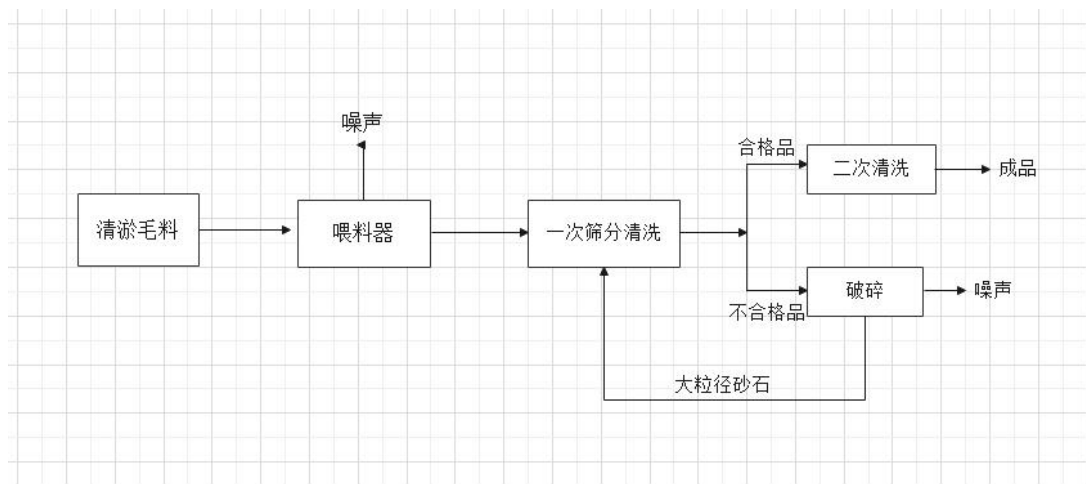 噪声
合格品
二次清洗
成品
清淤毛料
喂料器
一次筛分清洗
破碎
噪声
不合格品
大粒径砂石